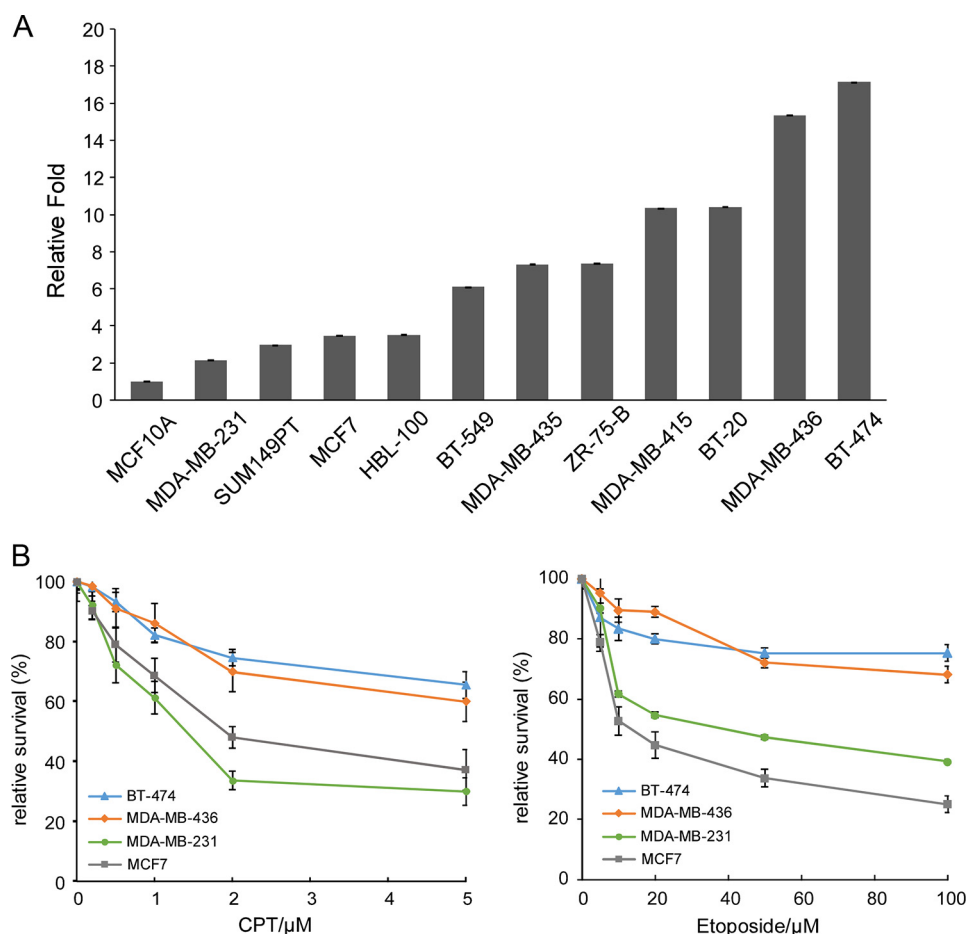 A
20
18
16
14
12
10
8
6
4
2
0
Relative Fold
MCF10A
MDA-MB-231
SUM149PT
MCF7
HBL-100
BT-549
MDA-MB-435
ZR-75-B
MDA-MB-415
BT-20
MDA-MB-436
BT-474
B
100
80
60
40
20
0
relative survival (%)
BT-474
MDA-MB-436
MDA-MB-231
MCF7
0 1 2 3 4 5
CPT/μM
100
80
60
40
20
0
relative survival (%)
BT-474
MDA-MB-436
MDA-MB-231
MCF7
0 20 40 60 80 100
Etoposide/μM